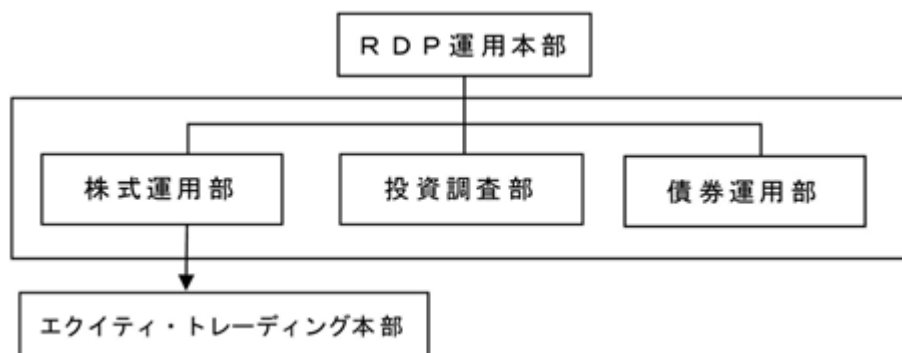 ＲＤＰ運用本部
株式運用部
投資調査部
債券運用部
エクイティ・トレーディング本部